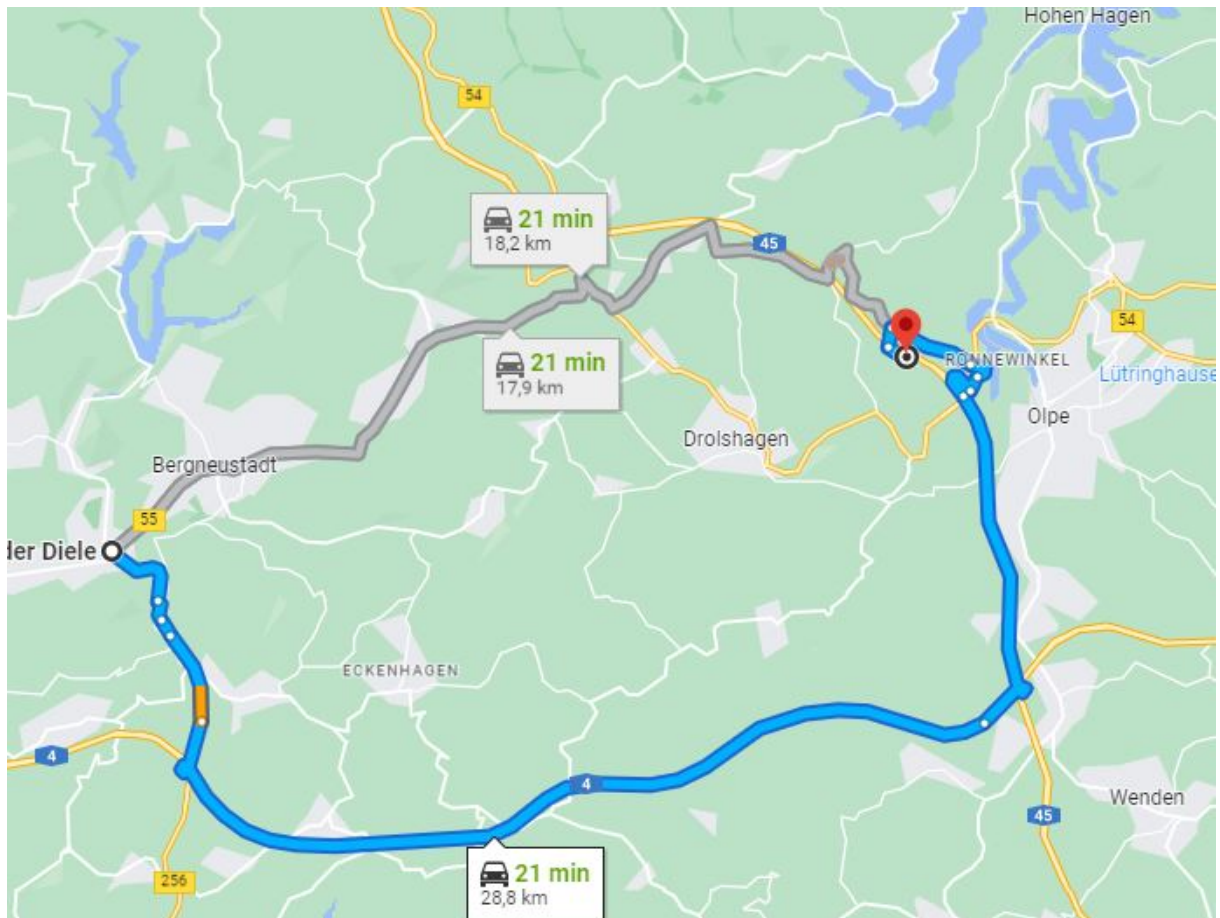 Hohen Hagen
54
21 min
18,2 km
45
54
21 min
17,9 km
RONNEWINKEL
Lütringhause
Olpe
Drolshagen
Bergneustadt
55
der Diele
ECKENHAGEN
4
4
Wenden
45
256
21 min
28,8 km